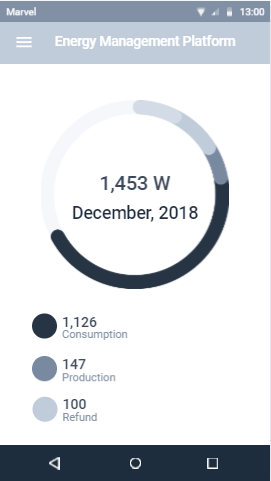 Marvel 13:00
Energy Management Platform
1,453 W
December, 2018
1,126
Consumption
147
Production
100
Refund